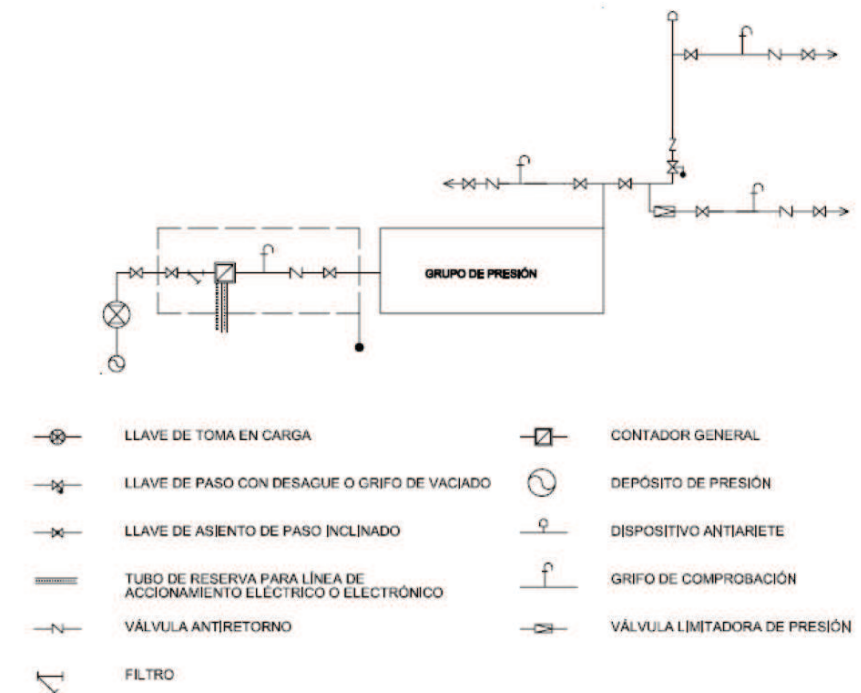 GRUPO DE PRESIÓN
LLAVE DE TOMA EN CARGA
CONTADOR GENERAL
LLAVE DE PASO CON DESAGUE O GRIFO DE VACIADO
DEPÓSITO DE PRESIÓN
LLAVE DE ASIENTO DE PASO INCLINADO
DISPOSITIVO ANTIARIETE
TUBO DE RESERVA PARA LÍNEA DE
ACCIONAMIENTO ELÉCTRICO O ELECTRÓNICO
GRIFO DE COMPROBACIÓN
VÁLVULA ANTIRETORNO
VÁLVULA LIMITADORA DE PRESIÓN
FILTRO